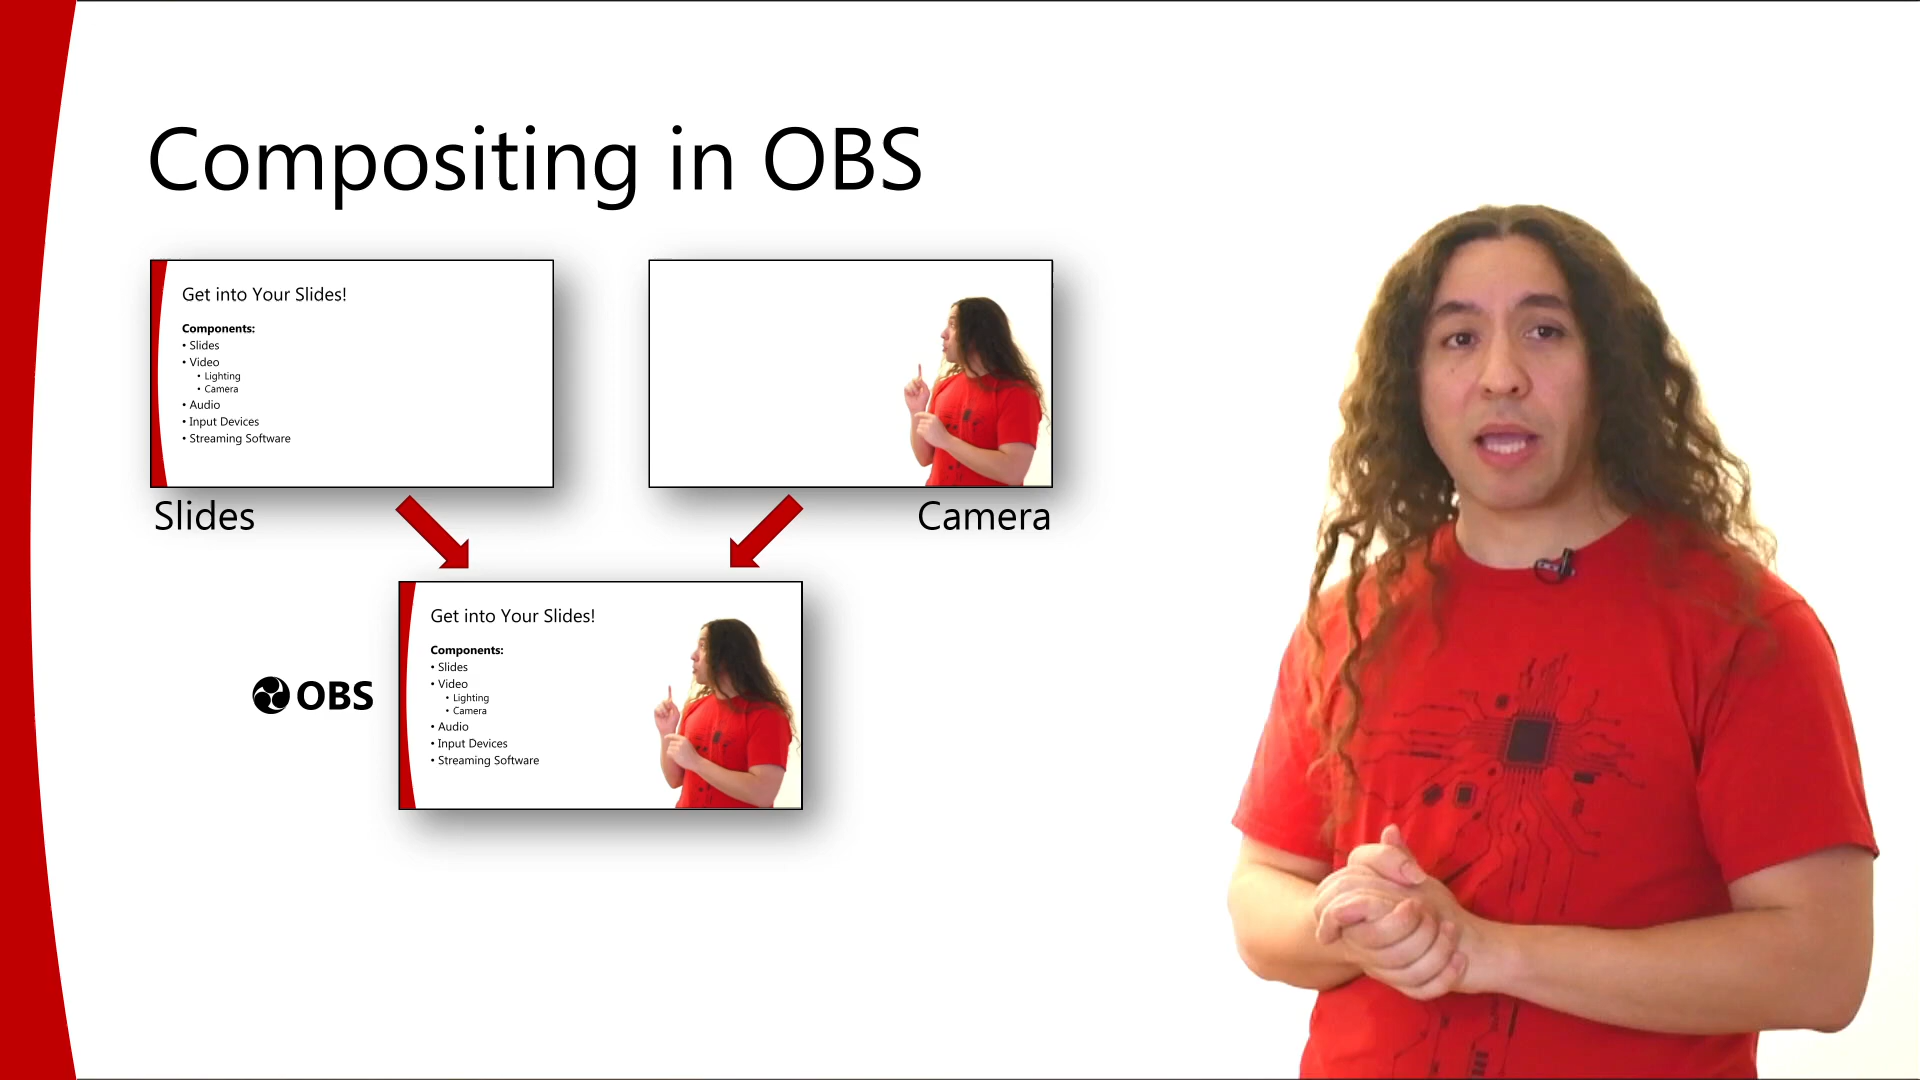 Compositing in OBS
Get into Your Slides!
Components:
• Slides
• Video
• Lighting
• Camera
• Audio
• Input Devices
• Streaming Software
Slides
Camera
OBS
Get into Your Slides!
Components:
• Slides
• Video
• Lighting
• Camera
• Audio
• Input Devices
• Streaming Software